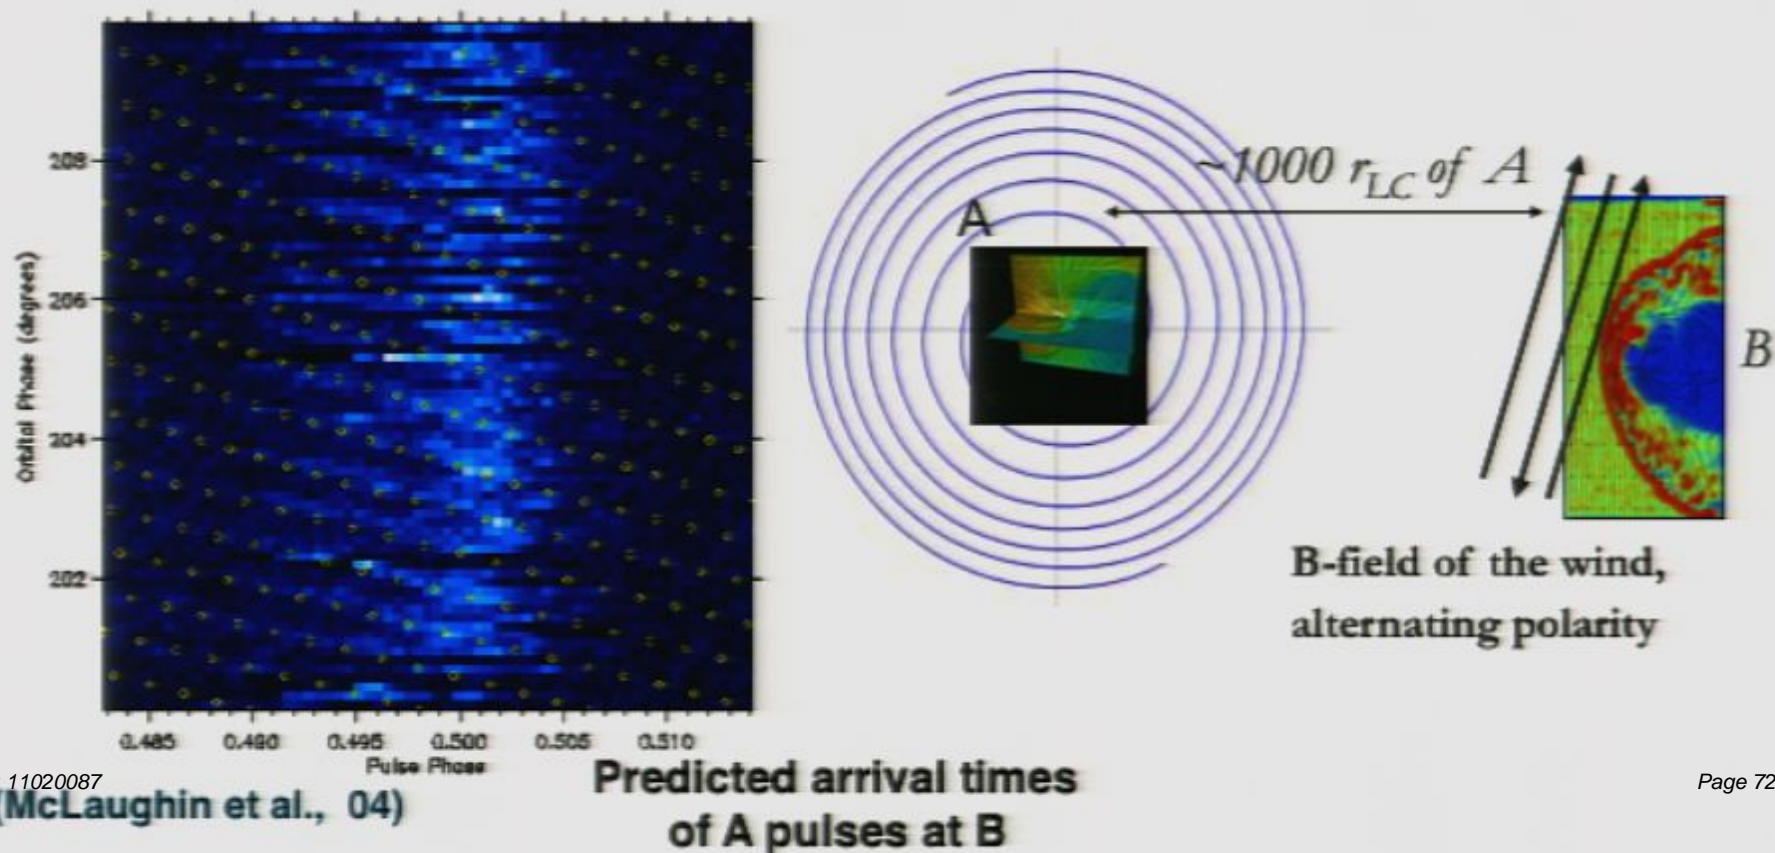 208
206
204
202
Orbital Phase (degrees)
0.485 0.490 0.495 0.500 0.505 0.510
Pulse Phase
11020087
(McLaughin et al., 04)
Predicted arrival times
of A pulses at B
A
~1000 rLC of A
B
B-field of the wind,
alternating polarity
Page 72